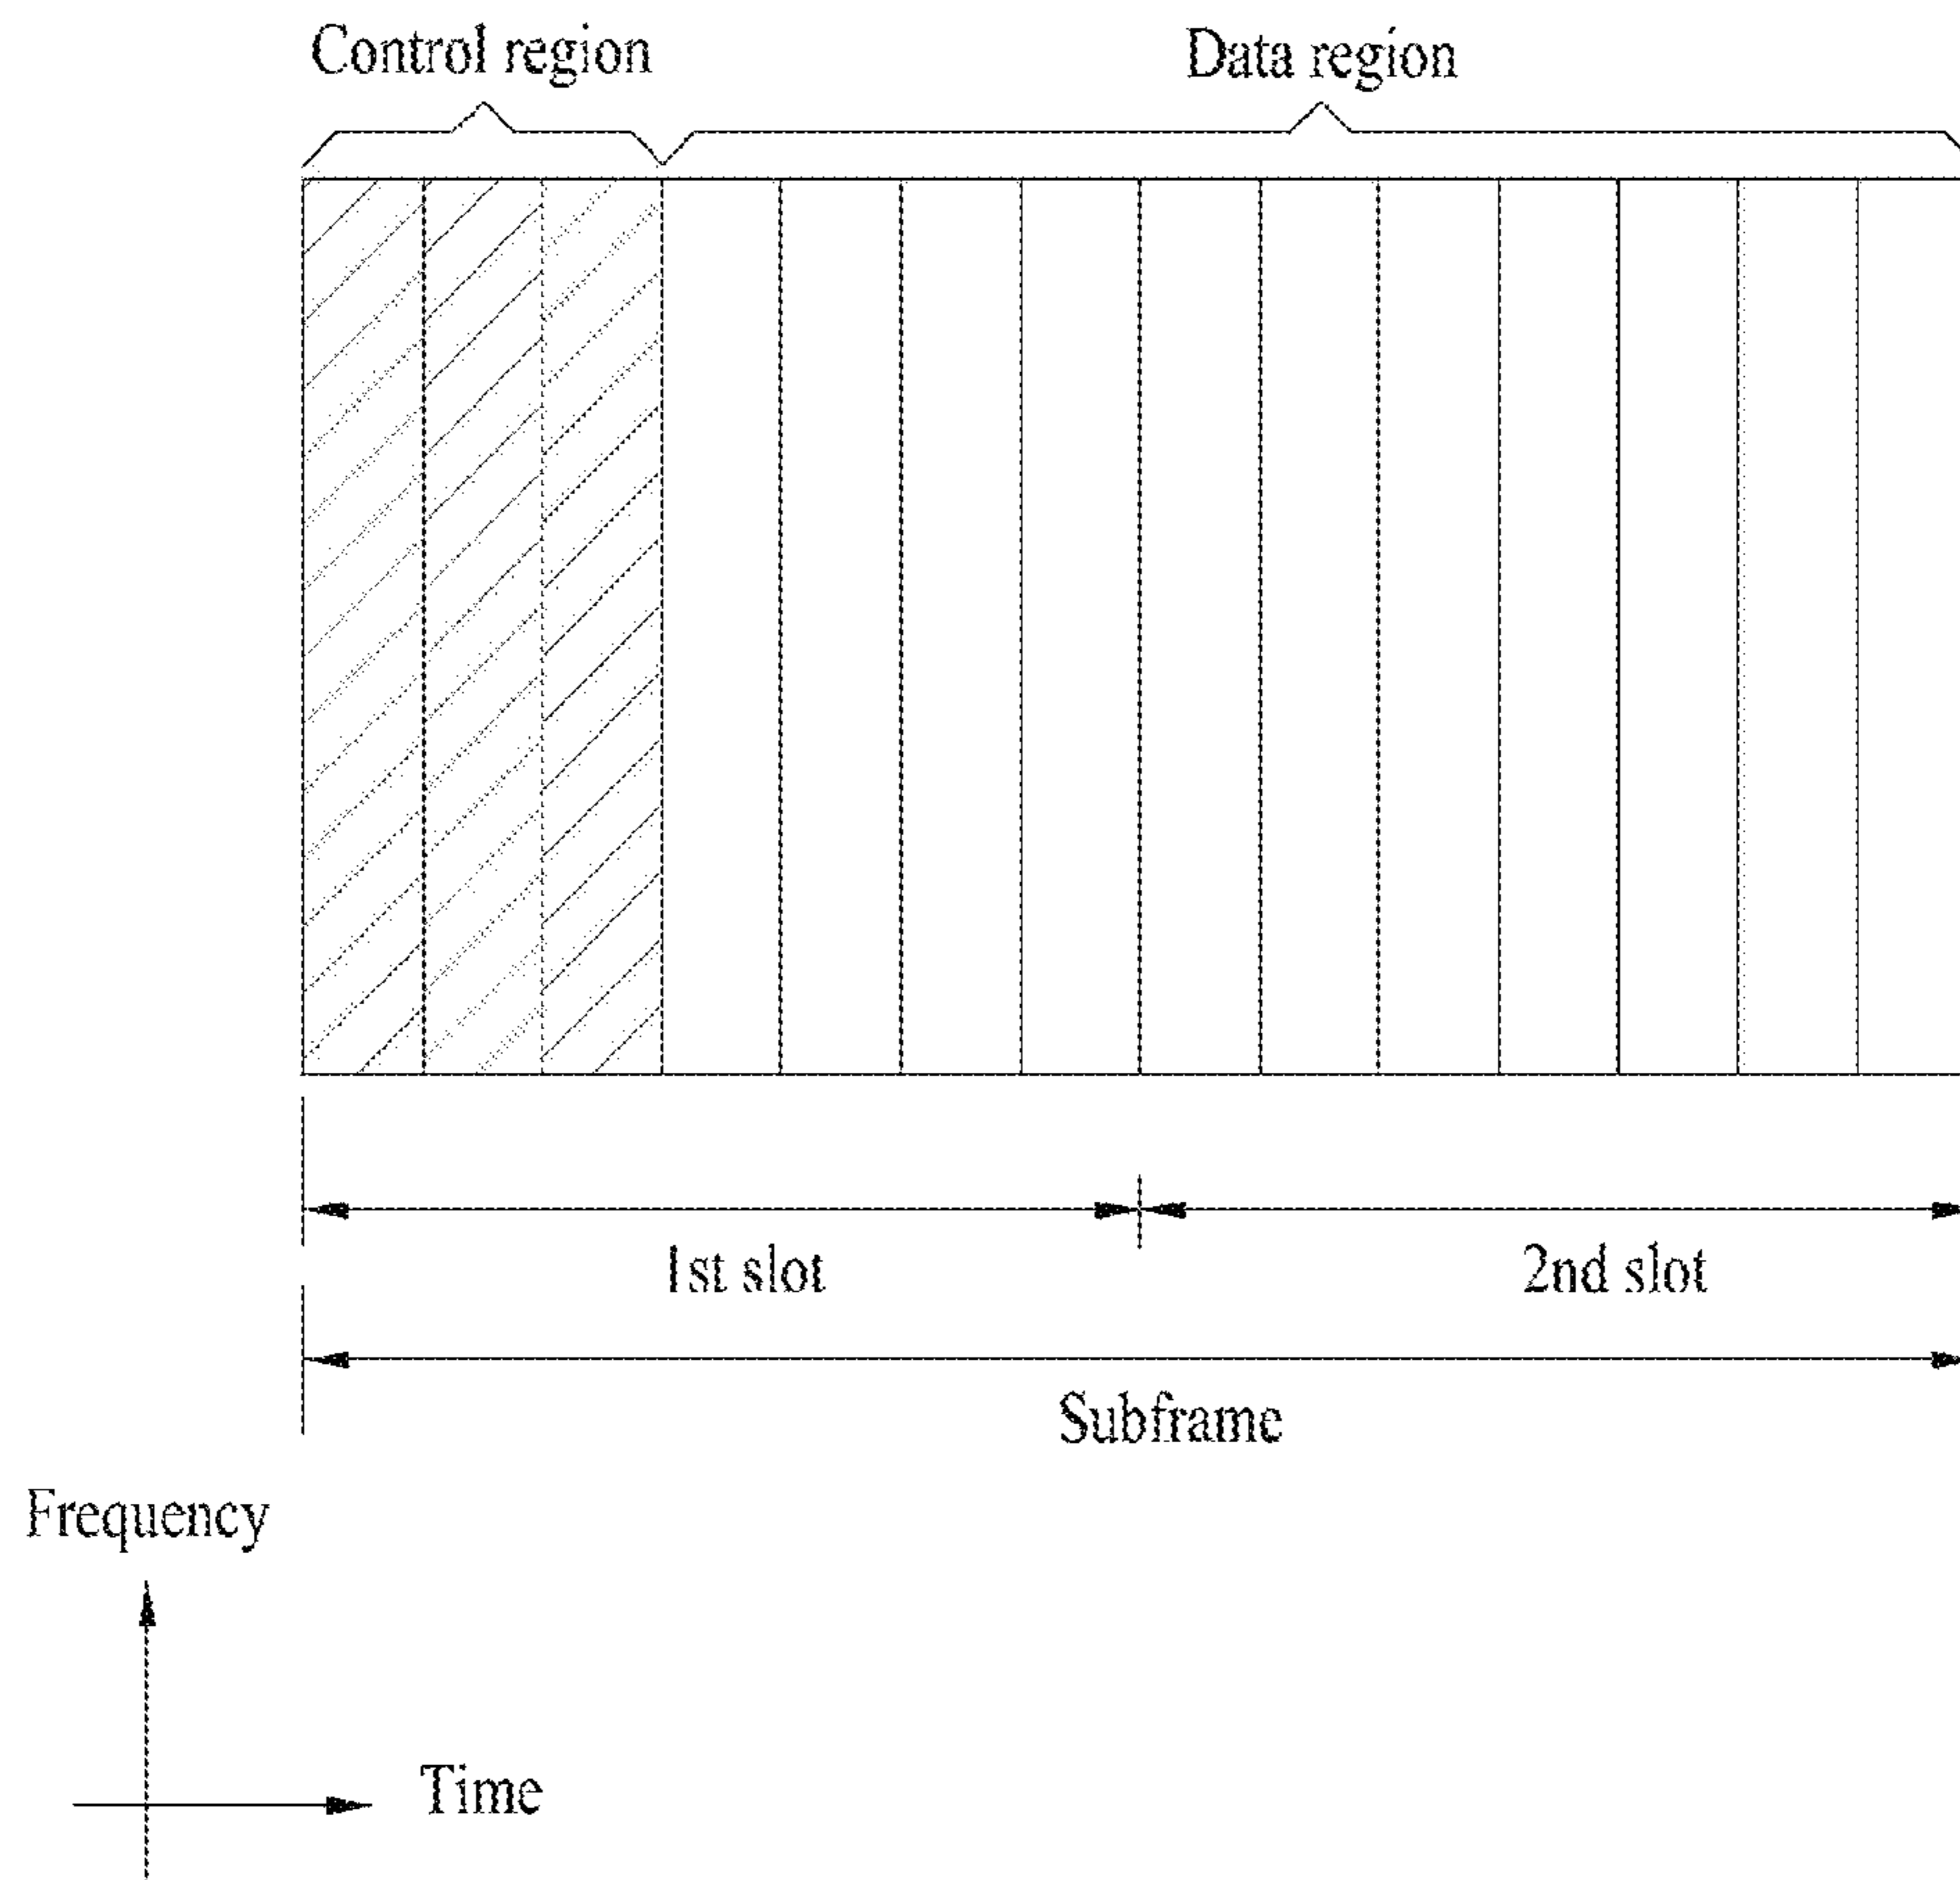 Control region
Data region
1st slot
2nd slot
Subframe
Frequency
Time